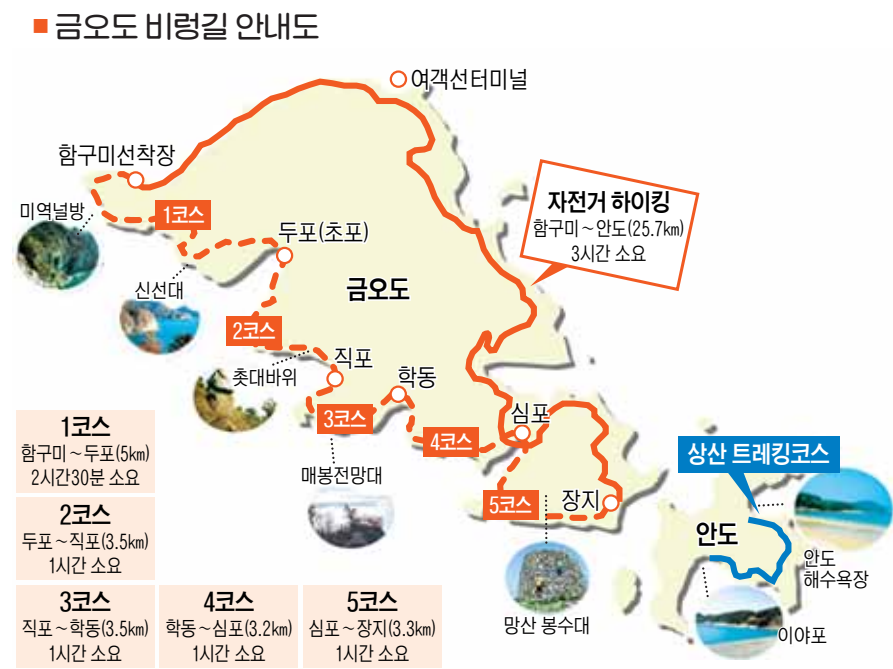 ■ 금오도 비렁길 안내도
여객선터미널
함구미선착장
미역널방
1코스
두포(초포)
신선대
자전거 하이킹
함구미~안도(25.7km)
3시간 소요
금오도
2코스
직포
촛대바위
학동
3코스
심포
4코스
매봉전망대
5코스
장지
상산 트레킹코스
안도
안도
해수욕장
망산 봉수대
이야포
1코스
함구미~두포(5km)
2시간30분 소요
2코스
두포~직포(3.5km)
1시간 소요
3코스
직포~학동(3.5km)
1시간 소요
4코스
학동~심포(3.2km)
1시간 소요
5코스
심포~장지(3.3km)
1시간 소요